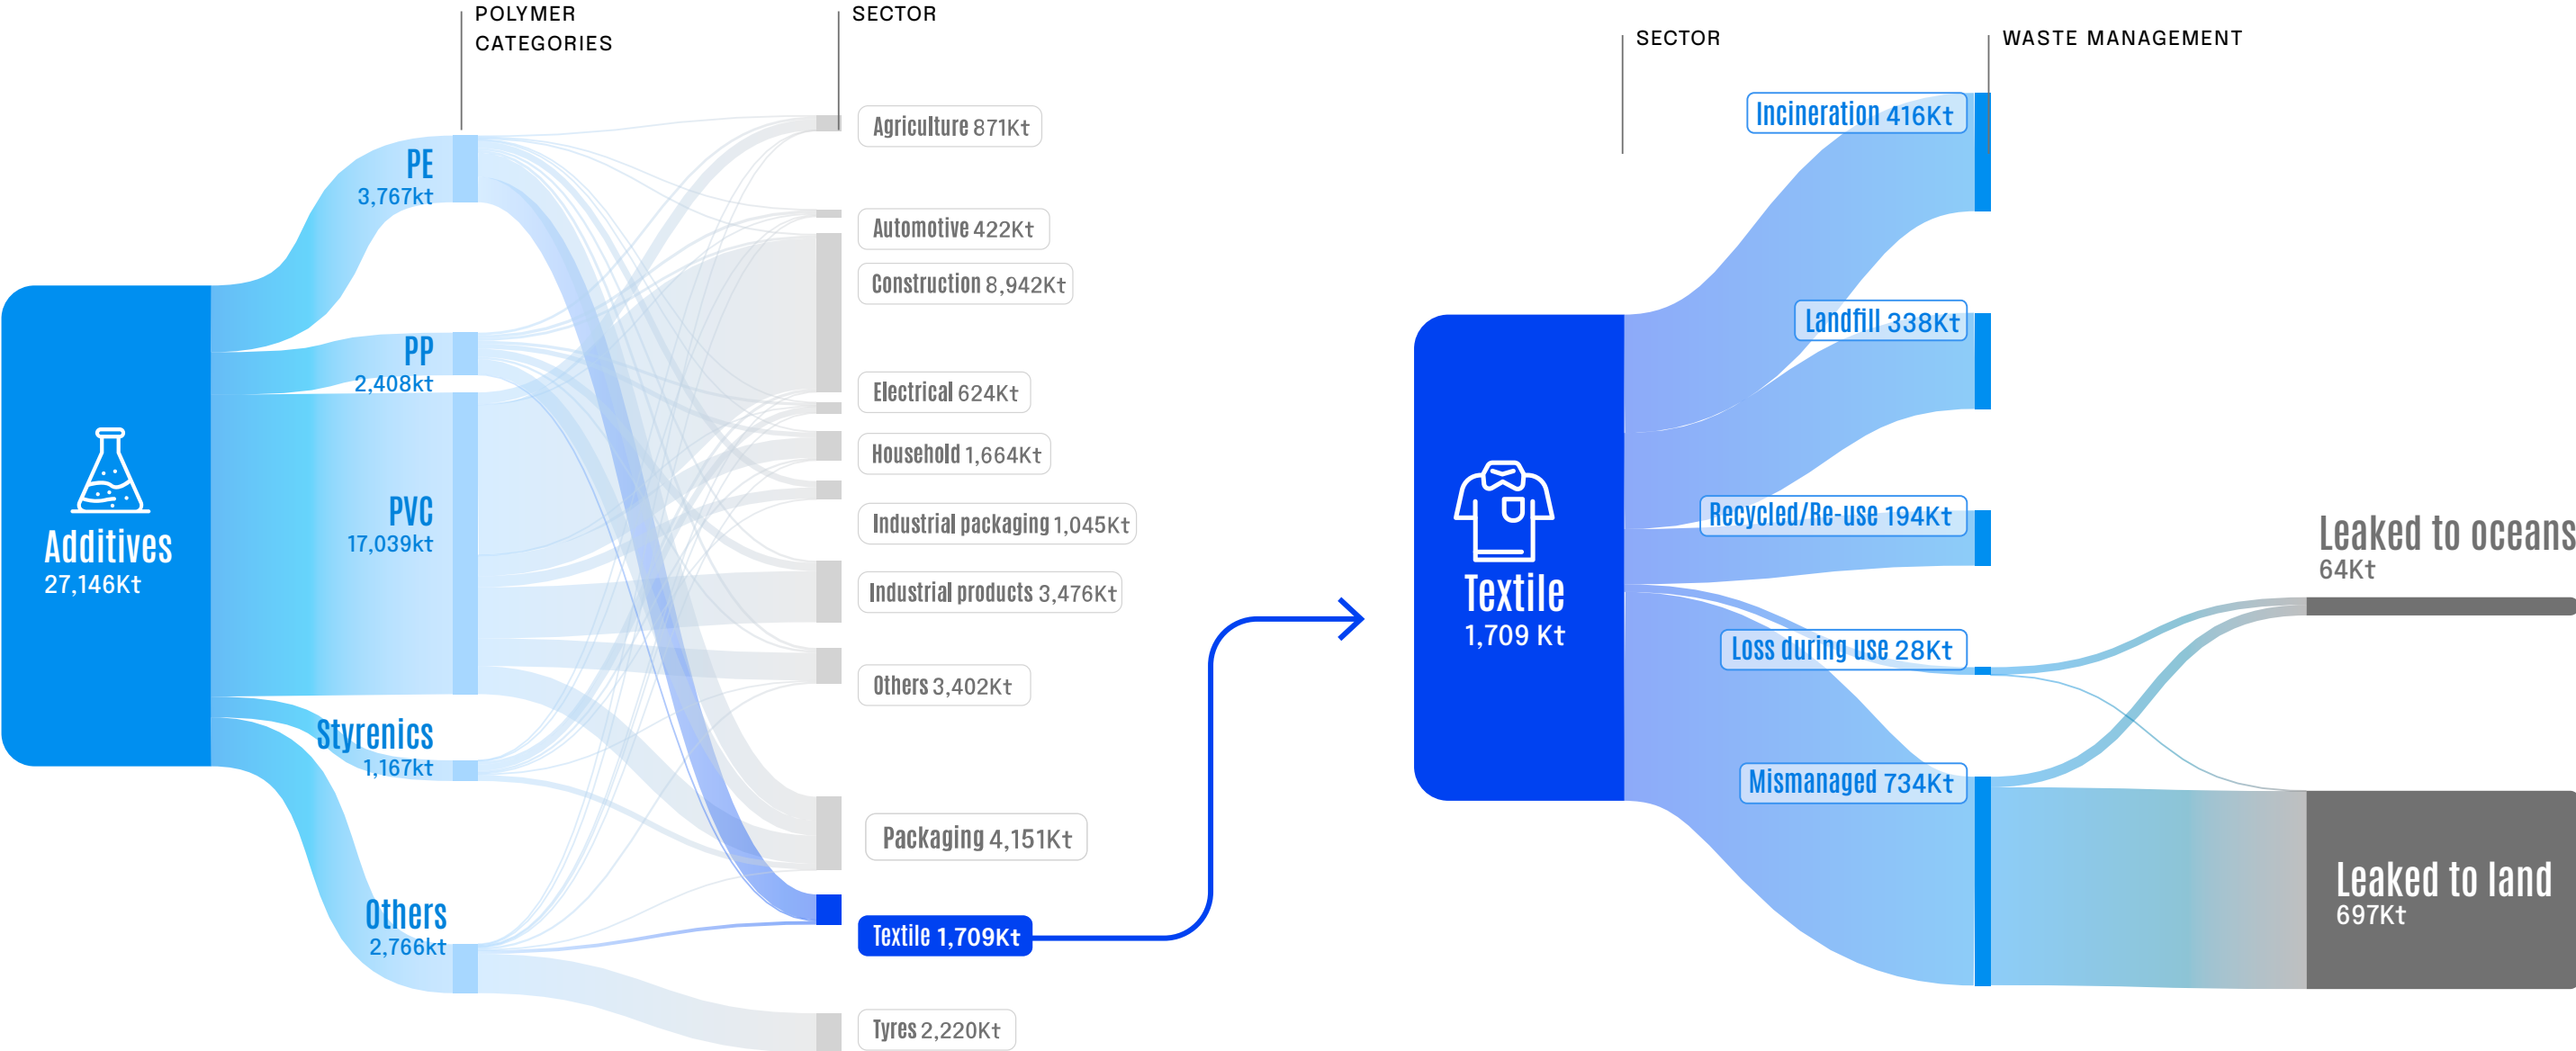 POLYMER
CATEGORIES
SECTOR
SECTOR
WASTE MANAGEMENT
Additives
27,146Kt
PE
3,767kt
PP
2,408kt
PVC
17,039kt
Styrenics
1,167kt
Others
2,766kt
Agriculture 871Kt
Automotive 422Kt
Construction 8,942Kt
Electrical 624Kt
Household 1,664Kt
Industrial packaging 1,045Kt
Industrial products 3,476Kt
Others 3,402Kt
Packaging 4,151Kt
Textile 1,709Kt
Tyres 2,220Kt
Textile
1,709 Kt
Incineration 416Kt
Landfill 338Kt
Recycled/Re-use 194Kt
Loss during use 28Kt
Mismanaged 734Kt
Leaked to oceans
64Kt
Leaked to land
697Kt